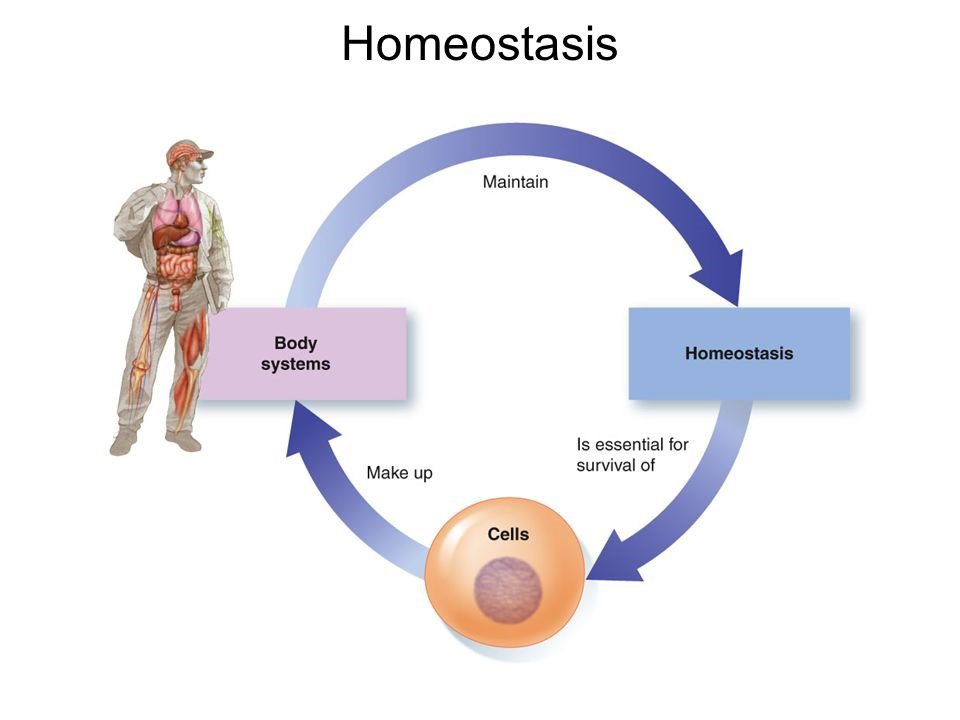 Homeostasis
Maintain
Body
systems
Homeostasis
Is essential for
survival of
Make up
Cells